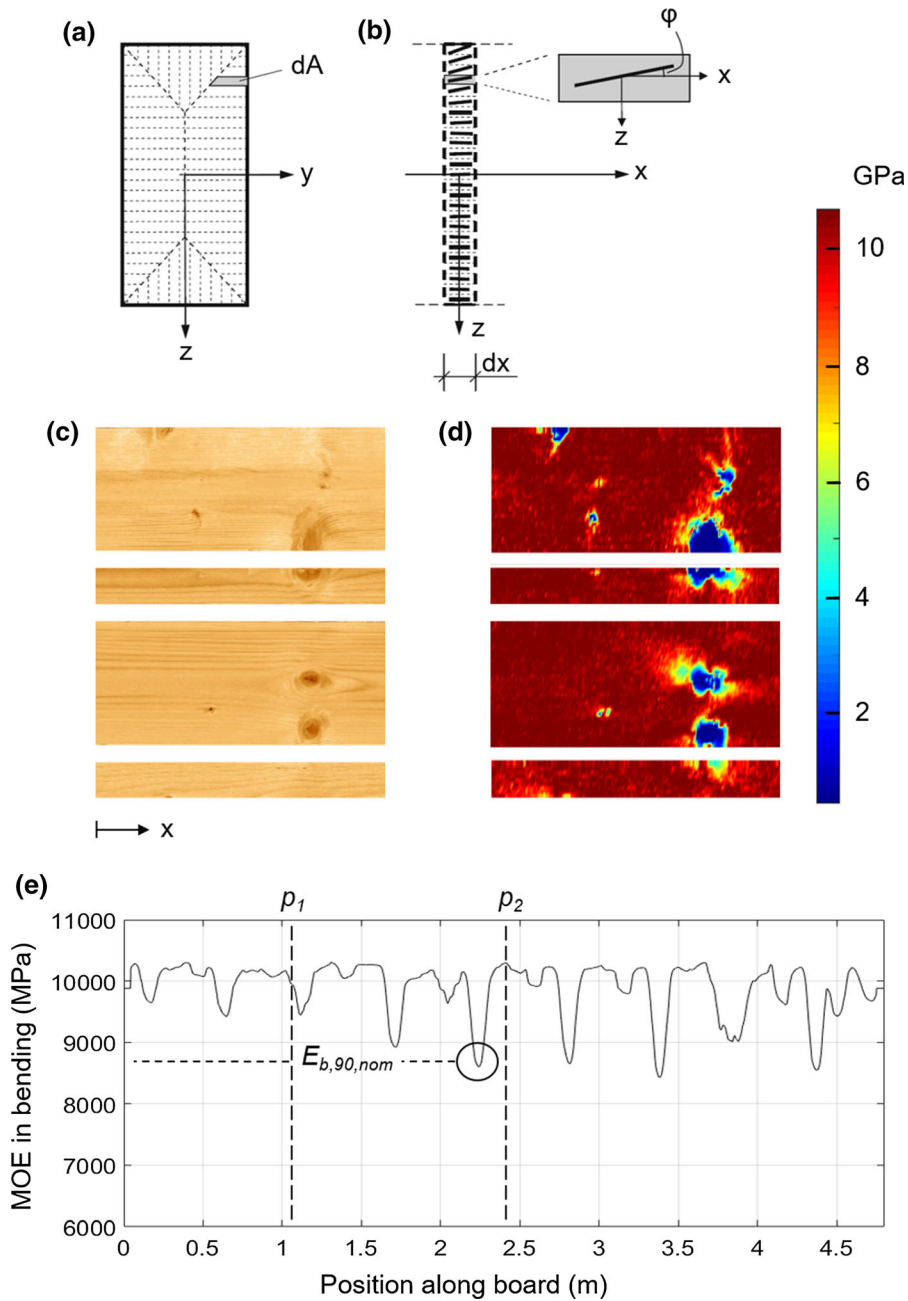 (a)
dA
y
z
(b)
φ
x
z
x
z
dx
GPa
10
8
6
4
2
(c)
x
(d)
(e)
p1
p2
11000
10000
9000
8000
7000
6000
MOE in bending (MPa)
Eb,90,nom
0
0.5
1
1.5
2
2.5
3
3.5
4
4.5
Position along board (m)